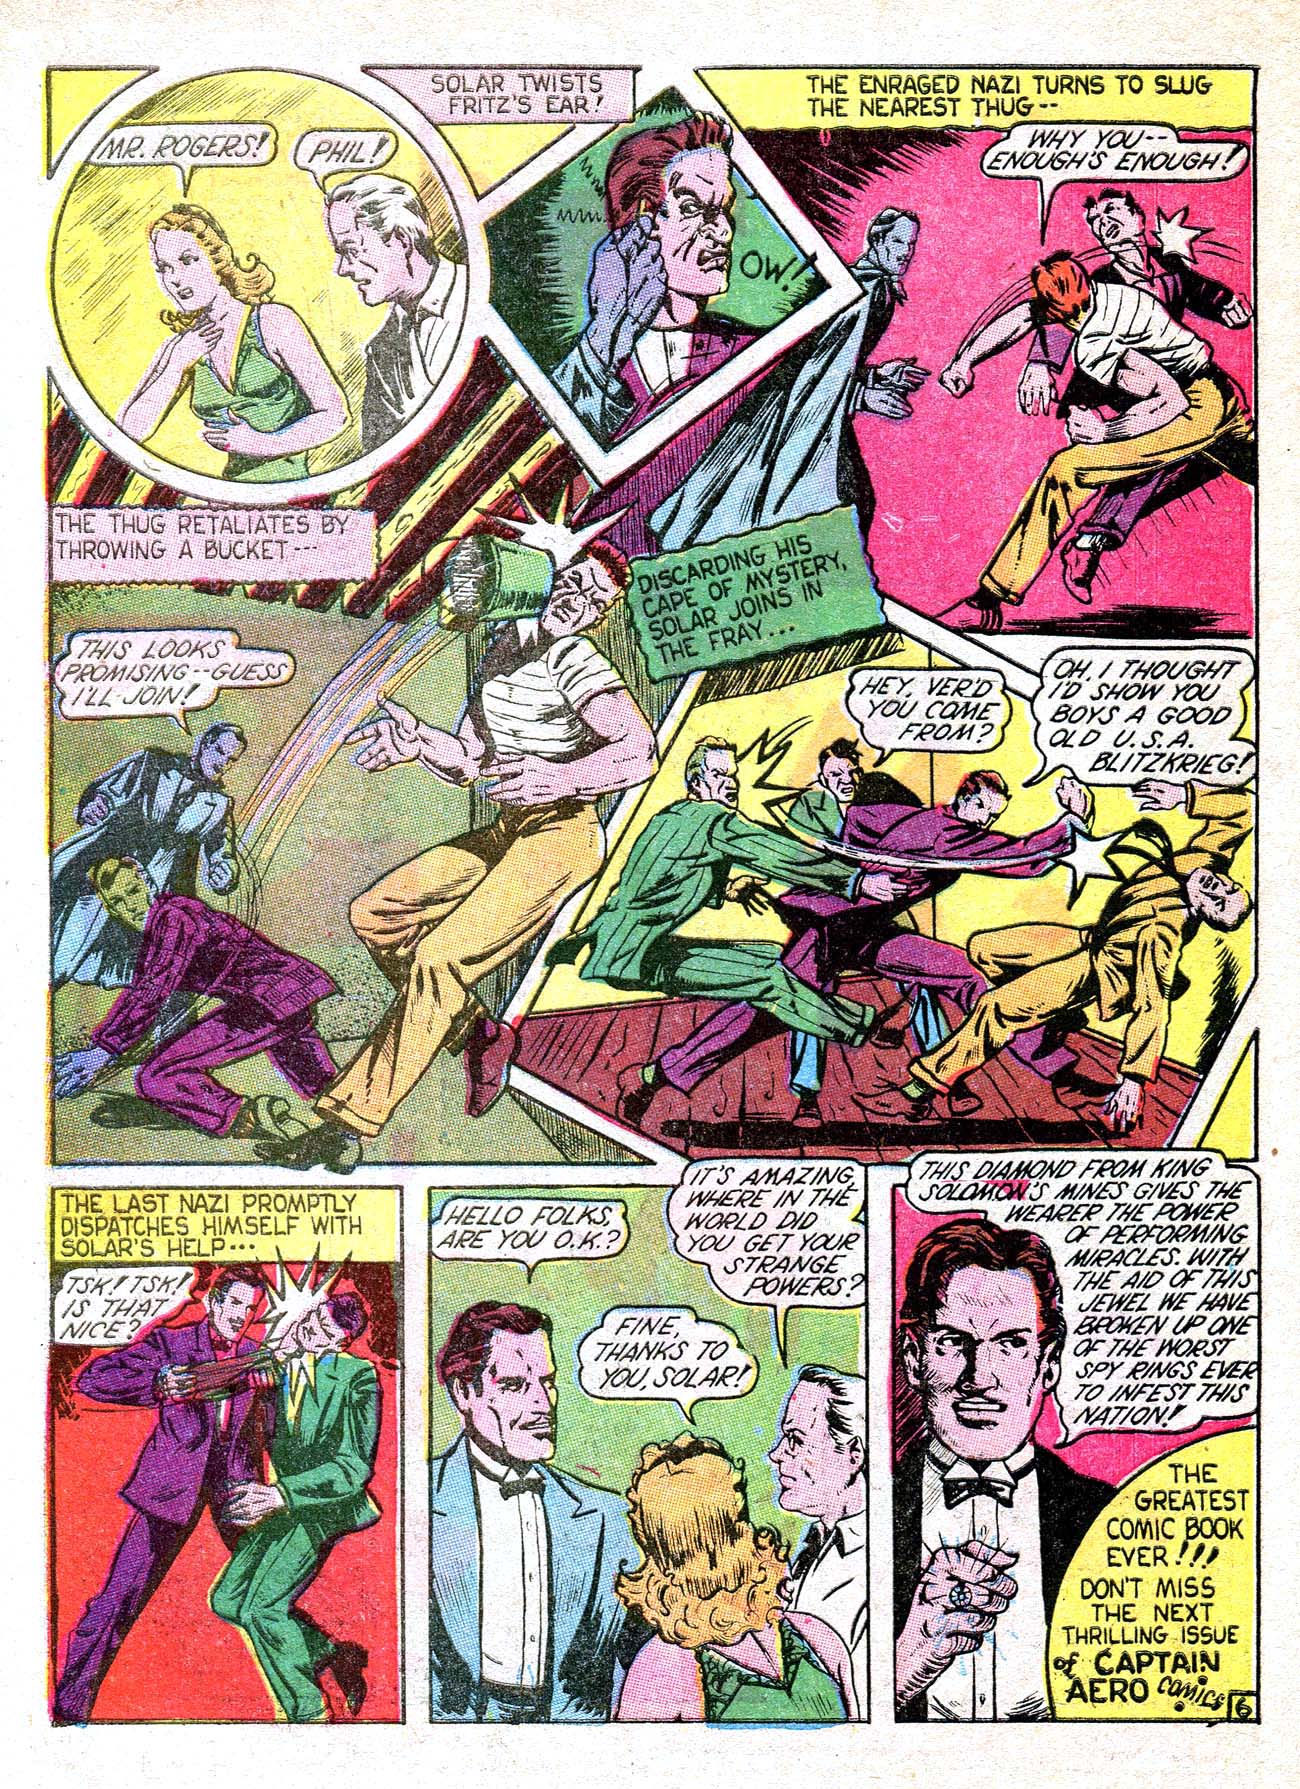 MR. ROGERS!
PHIL!
SOLAR TWISTS
FRITZ'S EAR!
OW!!
THE ENRAGED NAZI TURNS TO SLUG
THE NEAREST THUG--
WHY YOU--
ENOUGH'S ENOUGH!
THE THUG RETALIATES BY
THROWING A BUCKET---
THIS LOOKS
PROMISING--GUESS
I'LL JOIN!
DISCARDING HIS
CAPE OF MYSTERY,
SOLAR JOINS IN
THE FRAY...
HEY, VER'D
YOU COME
FROM?
OH, I THOUGHT
I'D SHOW YOU
BOYS A GOOD
OLD U.S.A.
BLITZKRIEG!
THE LAST NAZI PROMPTLY
DISPATCHES HIMSELF WITH
SOLAR'S HELP---
TSK! TSK!
IS THAT
NICE?
HELLO FOLKS,
ARE YOU O.K.?
IT'S AMAZING,
WHERE IN THE
WORLD DID
YOU GET YOUR
STRANGE
POWERS?
FINE,
THANKS TO
YOU, SOLAR!
THIS DIAMOND FROM KING
SOLOMON'S MINES GIVES THE
WEARER THE POWER
OF PERFORMING
MIRACLES. WITH
THE AID OF THIS
JEWEL WE HAVE
BROKEN UP ONE
OF THE WORST
SPY RINGS EVER
TO INFEST THIS
NATION!
THE
GREATEST
COMIC BOOK
EVER!!!
DON'T MISS
THE NEXT
THRILLING ISSUE
of CAPTAIN
AERO COMICS!
6